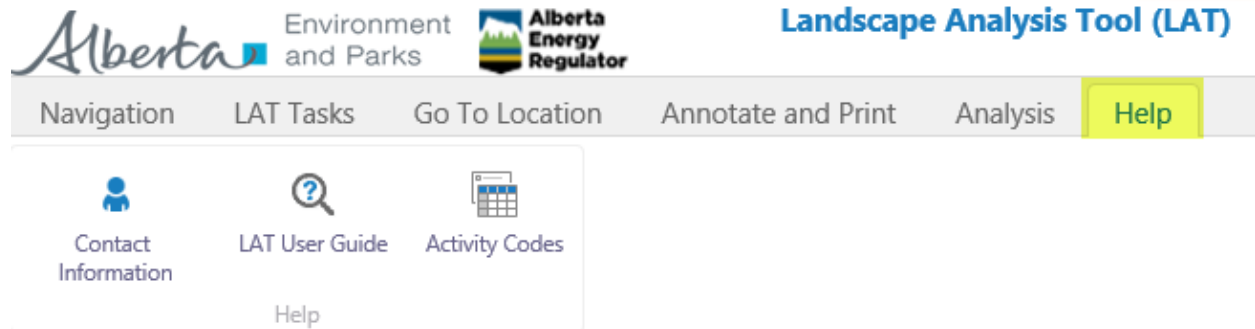 Alberta
Environment
and Parks
Alberta
Energy
Regulator
Landscape Analysis Tool (LAT)
Navigation LAT Tasks Go To Location Annotate and Print Analysis Help
Contact
Information
LAT User Guide
Activity Codes
Help